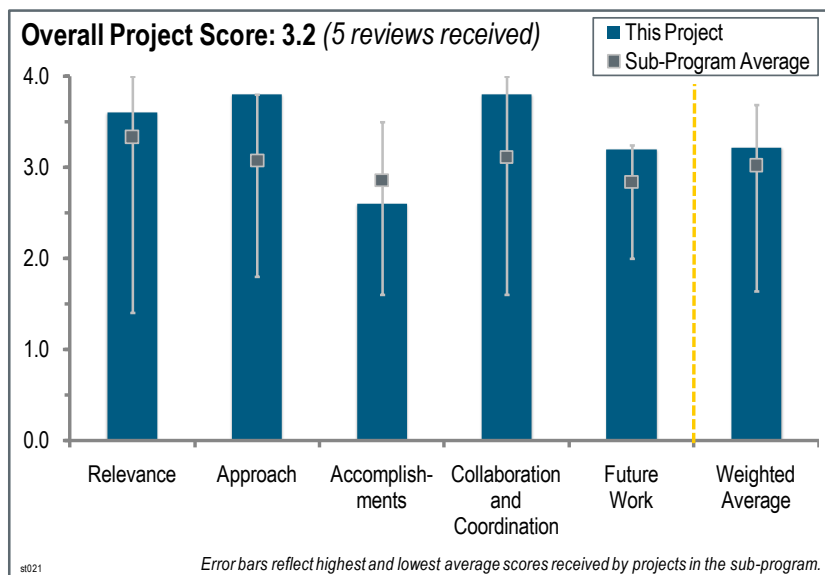 Overall Project Score: 3.2 (5 reviews received)
This Project
Sub-Program Average
4.0
3.0
2.0
1.0
0.0
Relevance
Approach
Accomplish-
ments
Collaboration
and
Coordination
Future
Work
Weighted
Average
st021
Error bars reflect highest and lowest average scores received by projects in the sub-program.